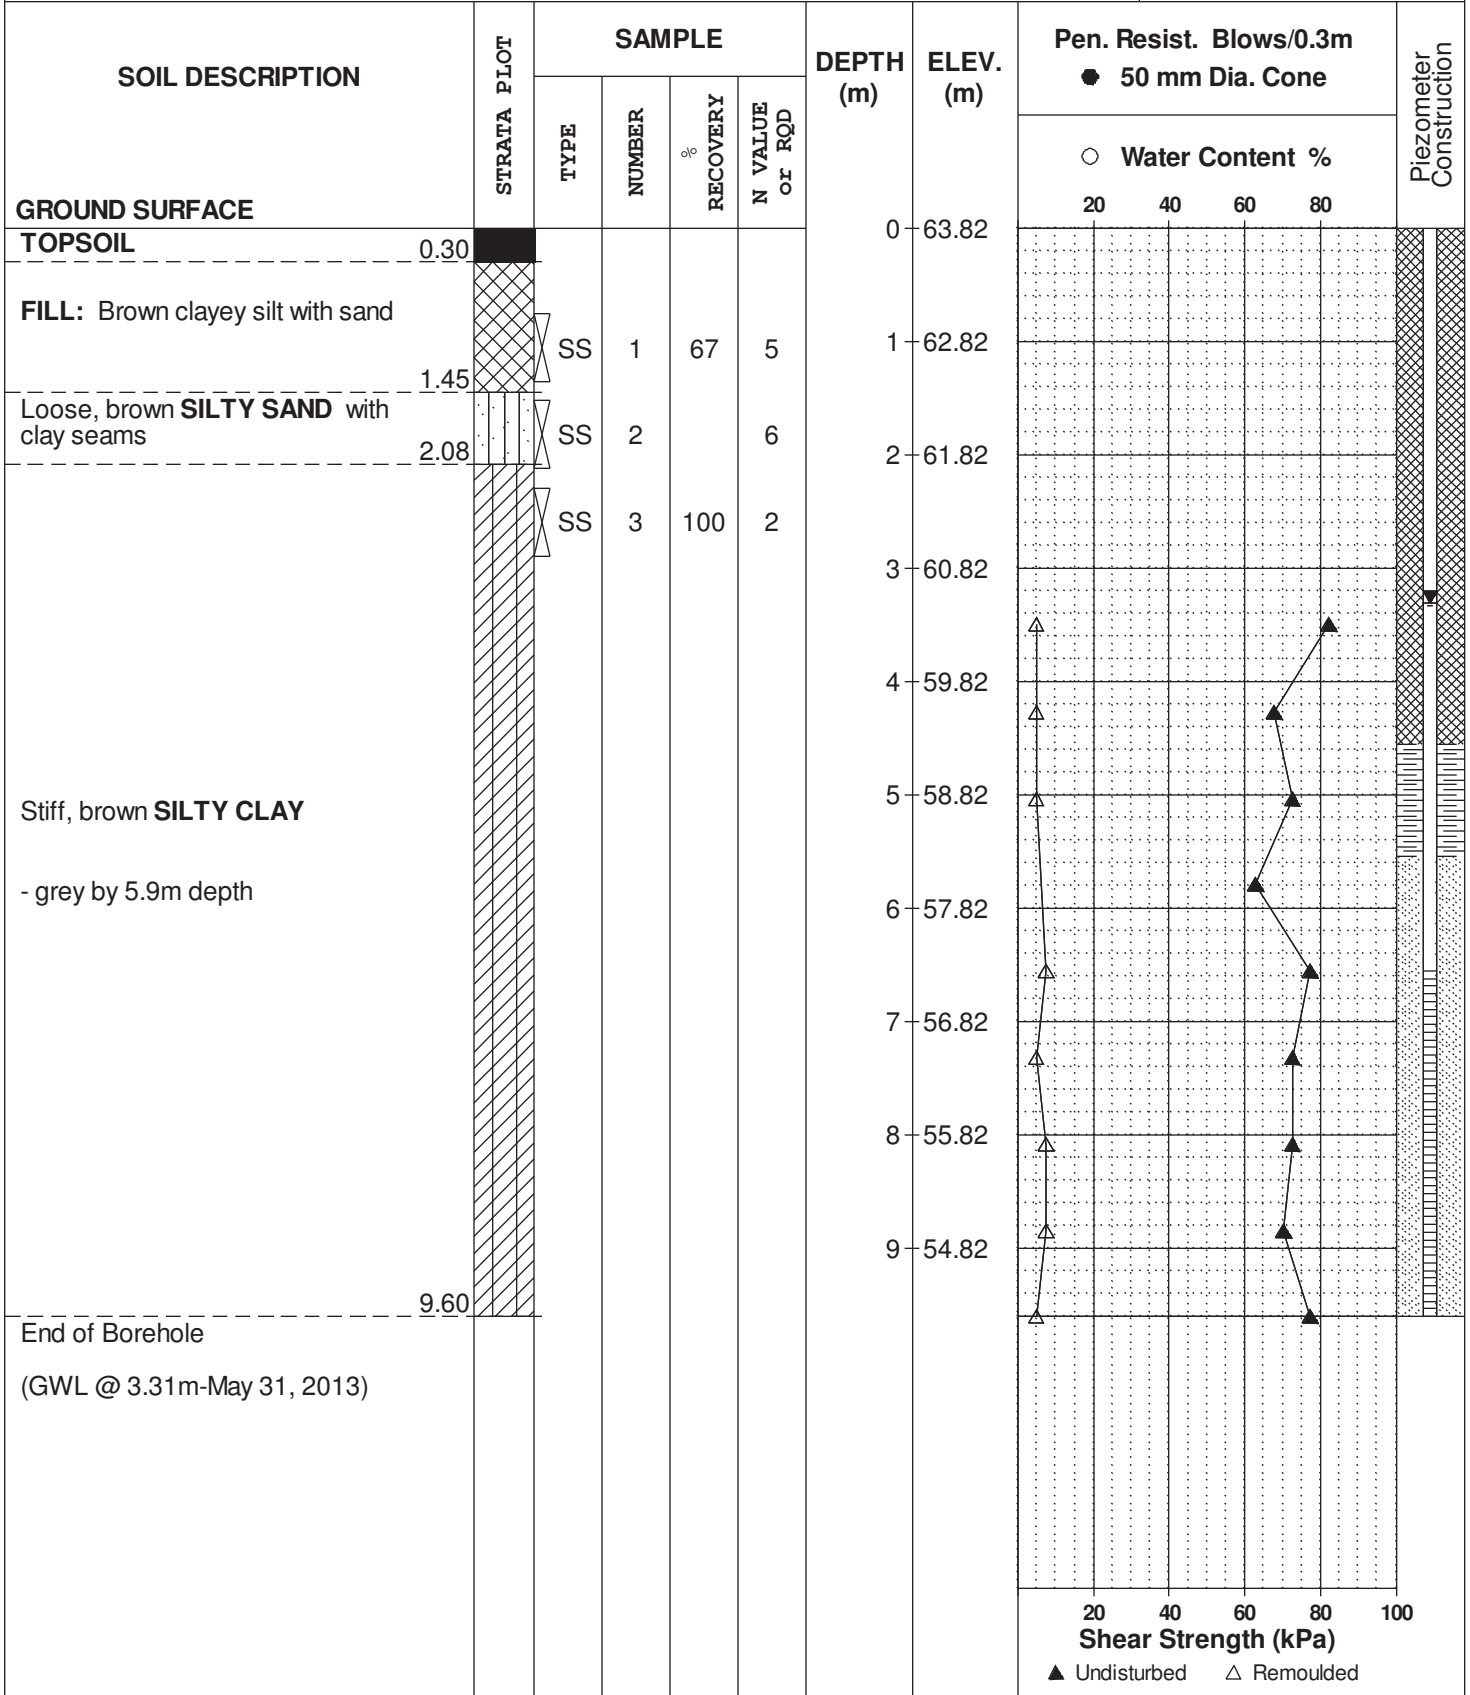 SOIL DESCRIPTION
GROUND SURFACE
STRATA PLOT
SAMPLE
TYPE
NUMBER
%
RECOVERY
N VALUE
or RQD
DEPTH
(m)
ELEV.
(m)
Pen. Resist. Blows/0.3m
● 50 mm Dia. Cone
○ Water Content %
20 40 60 80
Piezometer
Construction
TOPSOIL 0.30
FILL: Brown clayey silt with sand
1.45
Loose, brown SILTY SAND with
clay seams
2.08
Stiff, brown SILTY CLAY
- grey by 5.9m depth
9.60
End of Borehole
(GWL @ 3.31m-May 31, 2013)
SS 1 67 5
SS 2 6
SS 3 100 2
0 63.82
1 62.82
2 61.82
3 60.82
4 59.82
5 58.82
6 57.82
7 56.82
8 55.82
9 54.82
20 40 60 80 100
Shear Strength (kPa)
▲ Undisturbed △ Remoulded